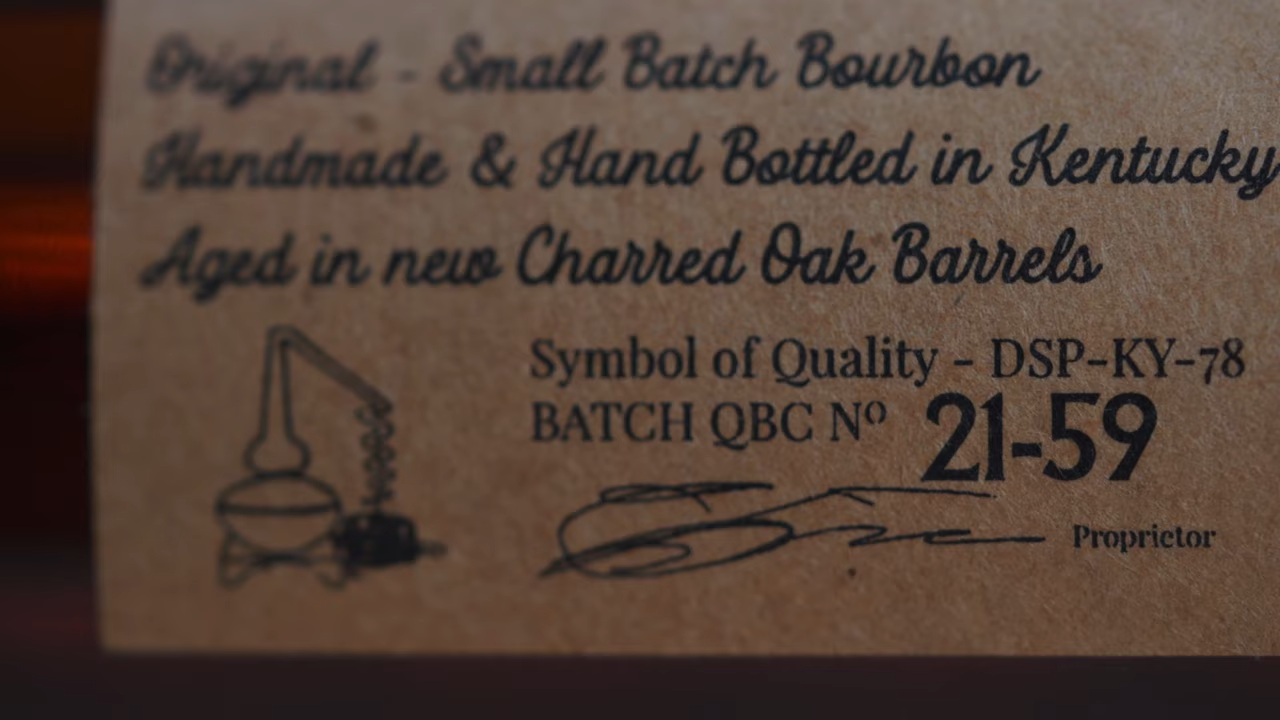 Original - Small Batch Bourbon
Handmade & Hand Bottled in Kentucky
Aged in new Charred Oak Barrels
Symbol of Quality - DSP-KY-78
BATCH QBC Nº 21-59
Proprietor